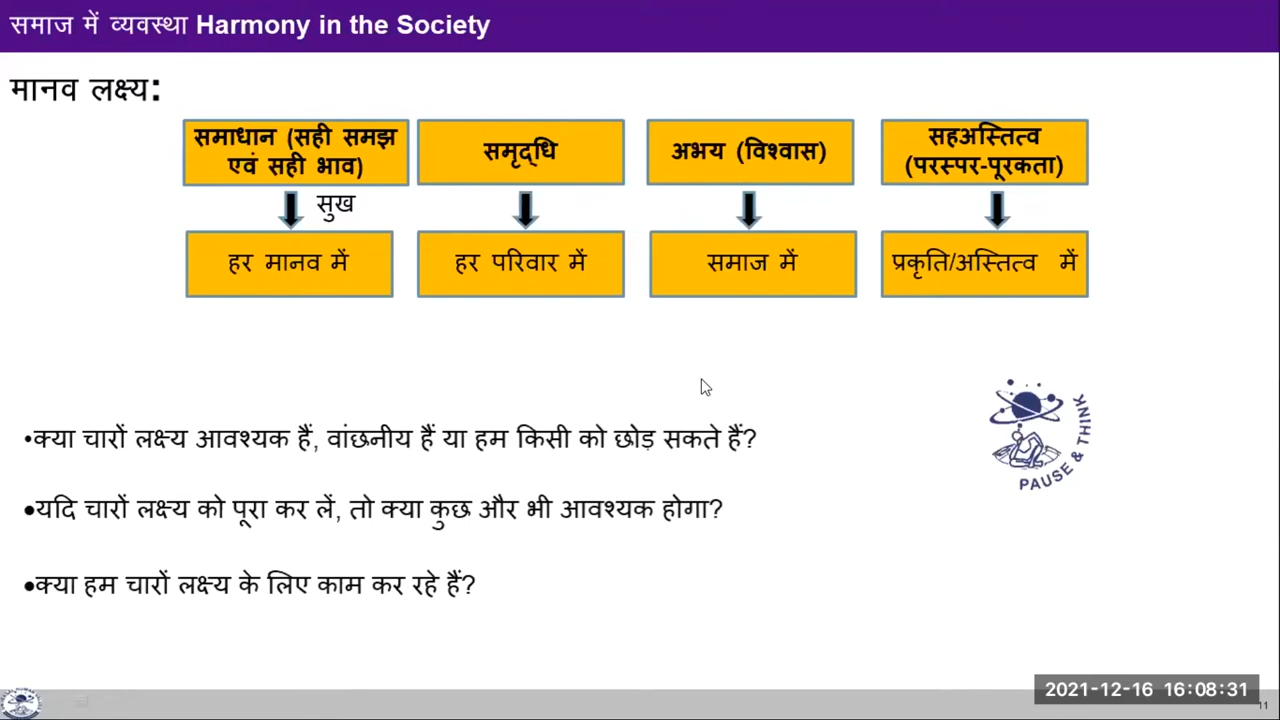 समाज में व्यवस्था Harmony in the Society
मानव लक्ष्य:
समाधान (सही समझ
एवं सही भाव)
समृद्धि
अभय (विश्वास)
सहअस्तित्व
(परस्पर-पूरकता)
सुख
हर मानव में
हर परिवार में
समाज में
प्रकृति/अस्तित्व में
•क्या चारों लक्ष्य आवश्यक हैं, वांछनीय हैं या हम किसी को छोड़ सकते हैं?
PAUSE & THINK
•यदि चारों लक्ष्य को पूरा कर लें, तो क्या कुछ और भी आवश्यक होगा?
•क्या हम चारों लक्ष्य के लिए काम कर रहे हैं?
2021-12-16 16:08:31
11